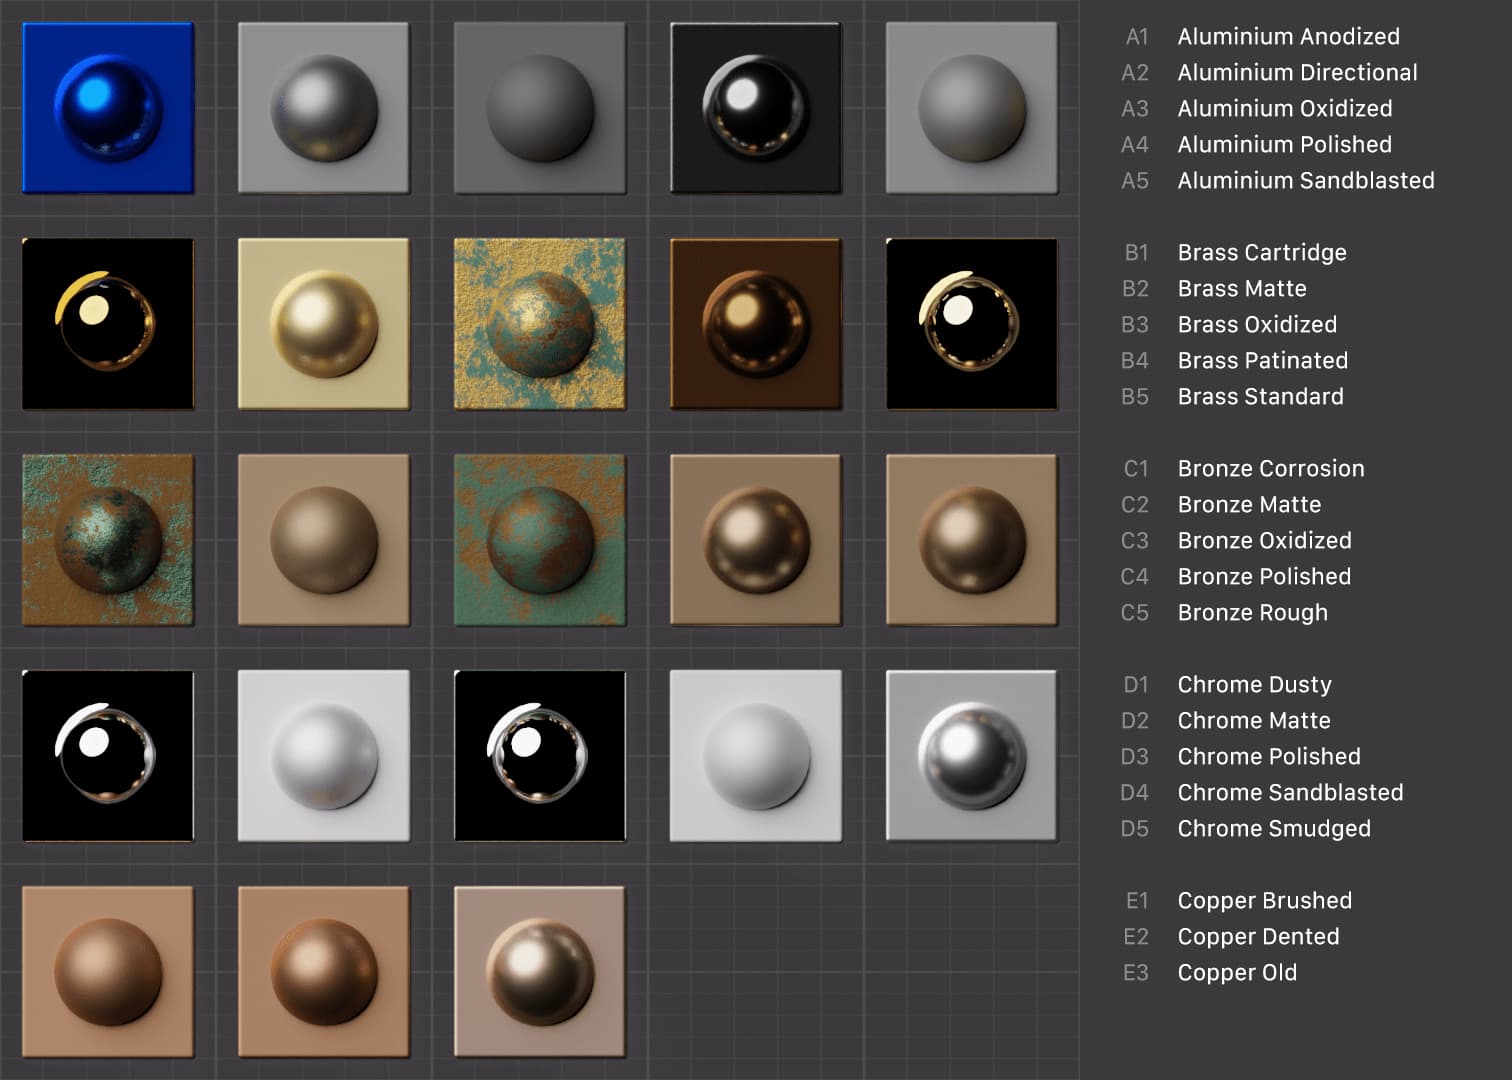 A1 Aluminium Anodized
A2 Aluminium Directional
A3 Aluminium Oxidized
A4 Aluminium Polished
A5 Aluminium Sandblasted
B1 Brass Cartridge
B2 Brass Matte
B3 Brass Oxidized
B4 Brass Patinated
B5 Brass Standard
C1 Bronze Corrosion
C2 Bronze Matte
C3 Bronze Oxidized
C4 Bronze Polished
C5 Bronze Rough
D1 Chrome Dusty
D2 Chrome Matte
D3 Chrome Polished
D4 Chrome Sandblasted
D5 Chrome Smudged
E1 Copper Brushed
E2 Copper Dented
E3 Copper Old